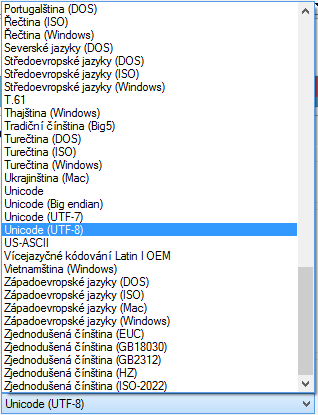 Portugalština (DOS)
Řečtina (ISO)
Řečtina (Windows)
Severské jazyky (DOS)
Středoevropské jazyky (DOS)
Středoevropské jazyky (ISO)
Středoevropské jazyky (Windows)
T.61
Thajština (Windows)
Tradiční čínština (Big5)
Turečtina (DOS)
Turečtina (ISO)
Turečtina (Windows)
Ukrajinština (Mac)
Unicode
Unicode (Big endian)
Unicode (UTF-7)
Unicode (UTF-8)
US-ASCII
Vícejazyčné kódování Latin I OEM
Vietnamština (Windows)
Západoevropské jazyky (DOS)
Západoevropské jazyky (ISO)
Západoevropské jazyky (Mac)
Západoevropské jazyky (Windows)
Zjednodušená čínština (EUC)
Zjednodušená čínština (GB18030)
Zjednodušená čínština (GB2312)
Zjednodušená čínština (HZ)
Zjednodušená čínština (ISO-2022)
Unicode (UTF-8)